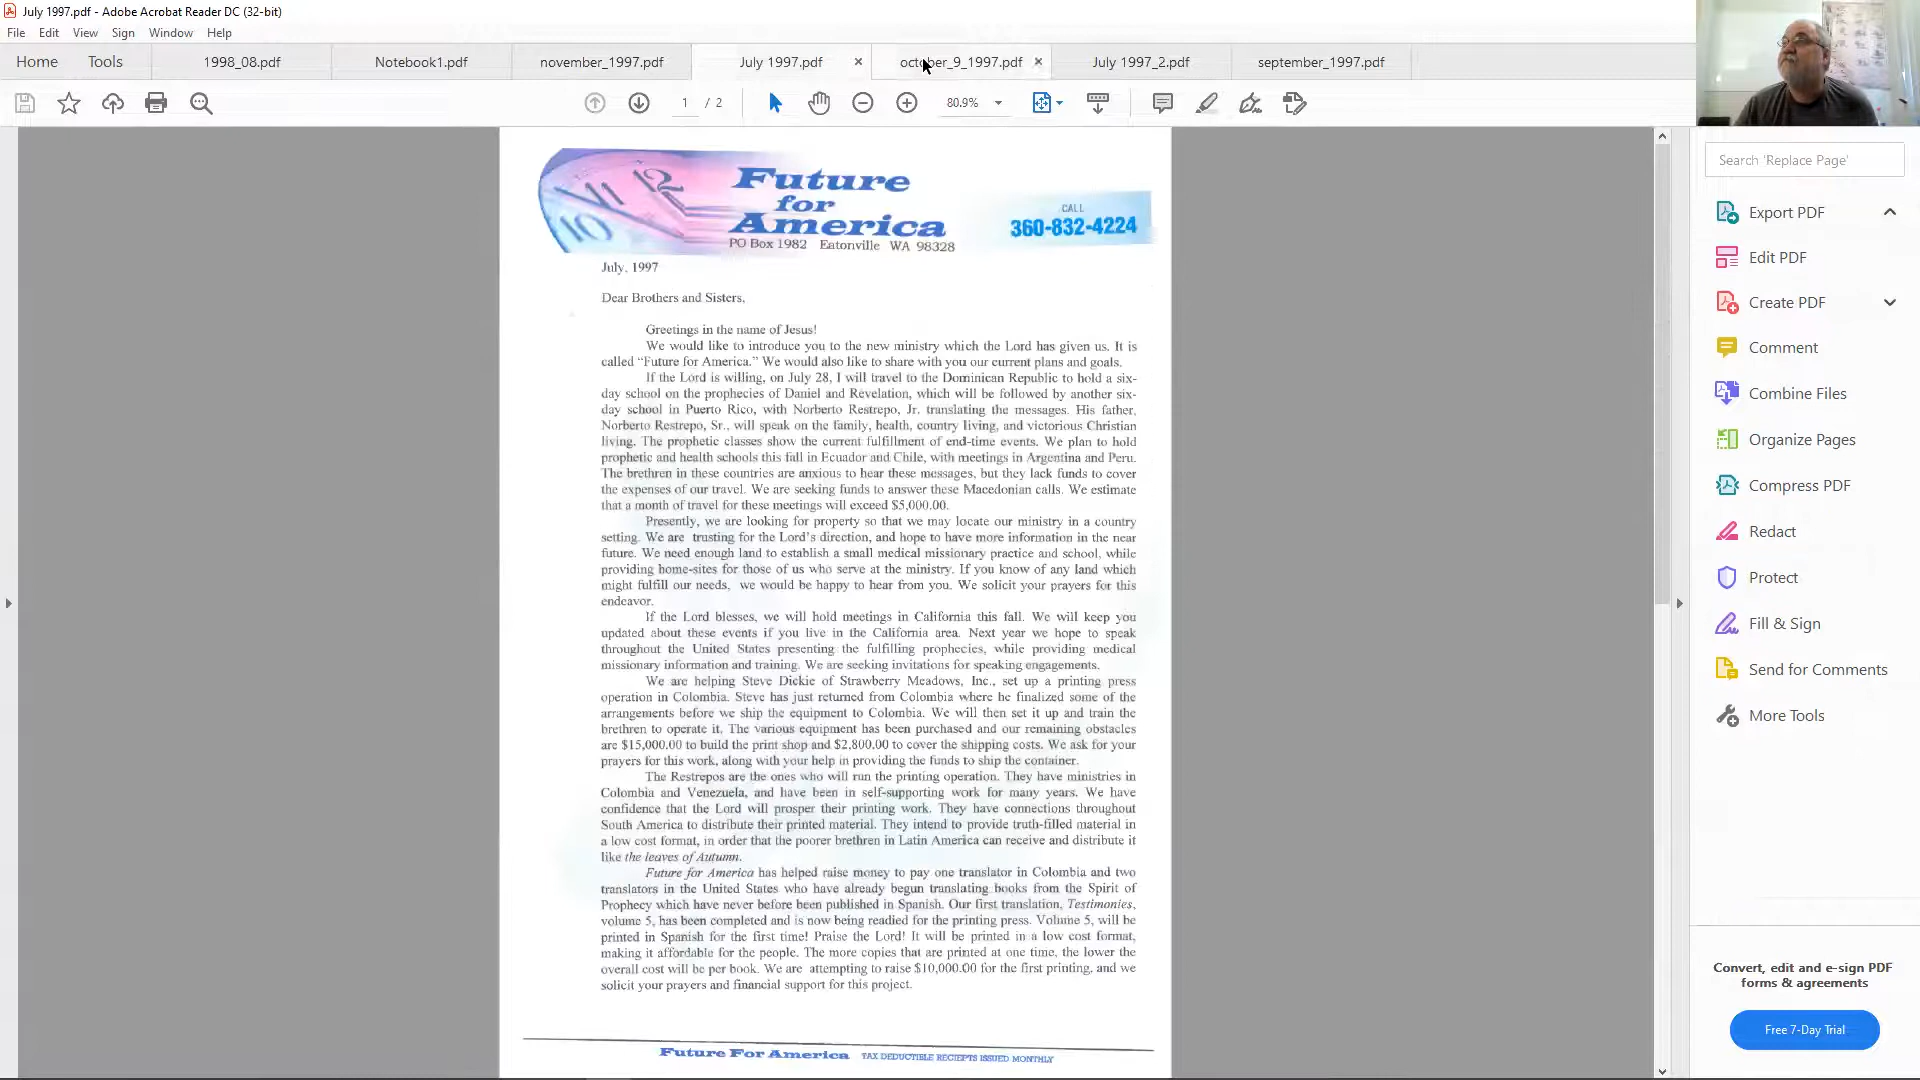 July 1997.pdf - Adobe Acrobat Reader DC (32-bit)
File Edit View Sign Window Help
Home Tools 1998_08.pdf Notebook1.pdf november_1997.pdf July 1997.pdf × october_9_1997.pdf × July 1997_2.pdf september_1997.pdf
1 / 2 80.9%
Future
for
America
PO Box 1982 Eatonville WA 98328
CALL
360-832-4224
July, 1997
Dear Brothers and Sisters,
Greetings in the name of Jesus!
We would like to introduce you to the new ministry which the Lord has given us. It is
called “Future for America.” We would also like to share with you our current plans and goals.
If the Lord is willing, on July 28, I will travel to the Dominican Republic to hold a six-
day school on the prophecies of Daniel and Revelation, which will be followed by another six-
day school in Puerto Rico, with Norberto Restrepo, Jr. translating the messages. His father,
Norberto Restrepo, Sr., will speak on the family, health, country living, and victorious Christian
living. The prophetic classes show the current fulfillment of end-time events. We plan to hold
prophetic and health schools this fall in Ecuador and Chile, with meetings in Argentina and Peru.
The brethren in these countries are anxious to hear these messages, but they lack funds to cover
the expenses of our travel. We are seeking funds to answer these Macedonian calls. We estimate
that a month of travel for these meetings will exceed $5,000.00.
Presently, we are looking for property so that we may locate our ministry in a country
setting. We are trusting for the Lord's direction, and hope to have more information in the near
future. We need enough land to establish a small medical missionary practice and school, while
providing home-sites for those of us who serve at the ministry. If you know of any land which
might fulfill our needs, we would be happy to hear from you. We solicit your prayers for this
endeavor.
If the Lord blesses, we will hold meetings in California this fall. We will keep you
updated about these events if you live in the California area. Next year we hope to speak
throughout the United States presenting the fulfilling prophecies, while providing medical
missionary information and training. We are seeking invitations for speaking engagements.
We are helping Steve Dickie of Strawberry Meadows, Inc., set up a printing press
operation in Colombia. Steve has just returned from Colombia where he finalized some of the
arrangements before we ship the equipment to Colombia. We will then set it up and train the
brethren to operate it. The various equipment has been purchased and our remaining obstacles
are $15,000.00 to build the print shop and $2,800.00 to cover the shipping costs. We ask for your
prayers for this work, along with your help in providing the funds to ship the container.
The Restrepos are the ones who will run the printing operation. They have ministries in
Colombia and Venezuela, and have been in self-supporting work for many years. We have
confidence that the Lord will prosper their printing work. They have connections throughout
South America to distribute their printed material. They intend to provide truth-filled material in
a low cost format, in order that the poorer brethren in Latin America can receive and distribute it
like the leaves of Autumn.
Future for America has helped raise money to pay one translator in Colombia and two
translators in the United States who have already begun translating books from the Spirit of
Prophecy which have never before been published in Spanish. Our first translation, Testimonies,
volume 5, has been completed and is now being readied for the printing press. Volume 5, will be
printed in Spanish for the first time! Praise the Lord! It will be printed in a low cost format,
making it affordable for the people. The more copies that are printed at one time, the lower the
overall cost will be per book. We are attempting to raise $10,000.00 for the first printing, and we
solicit your prayers and financial support for this project.
Future For America TAX DEDUCTIBLE RECIEPTS ISSUED MONTHLY
Search 'Replace Page'
Export PDF
Edit PDF
Create PDF
Comment
Combine Files
Organize Pages
Compress PDF
Redact
Protect
Fill & Sign
Send for Comments
More Tools
Convert, edit and e-sign PDF
forms & agreements
Free 7-Day Trial